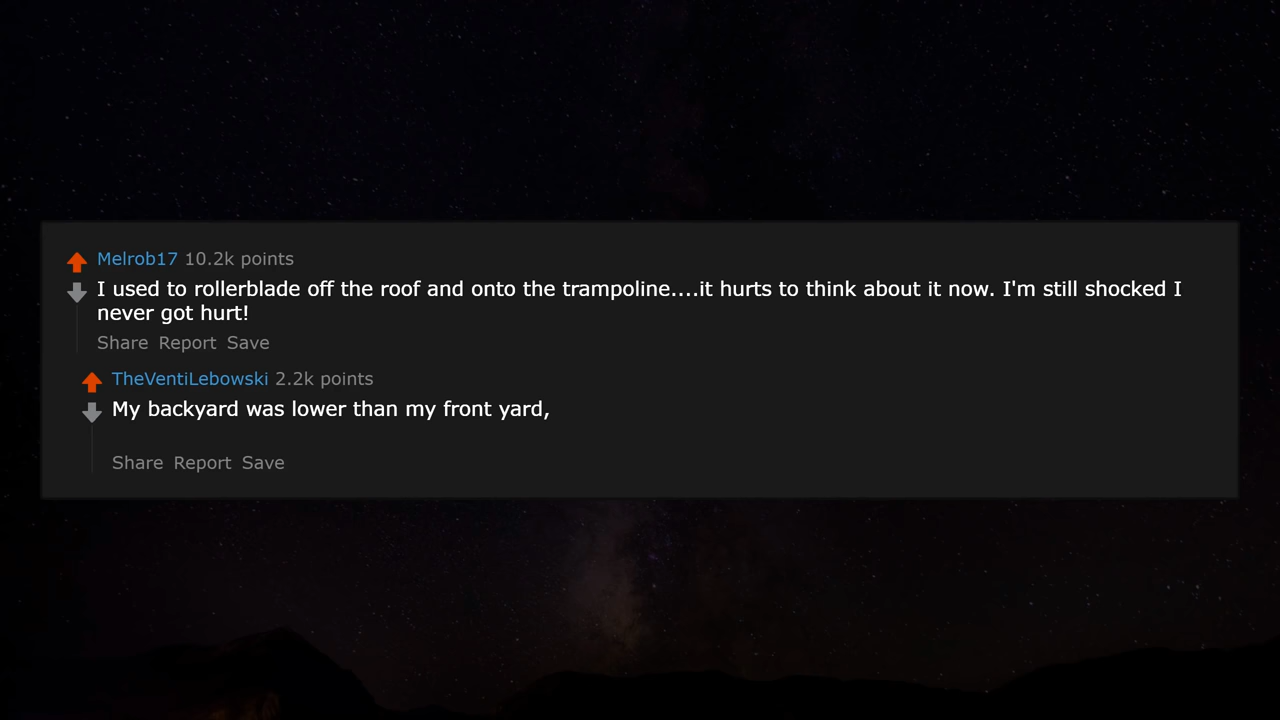 Melrob17 10.2k points
I used to rollerblade off the roof and onto the trampoline....it hurts to think about it now. I'm still shocked I
never got hurt!
Share Report Save
TheVentiLebowski 2.2k points
My backyard was lower than my front yard,
Share Report Save